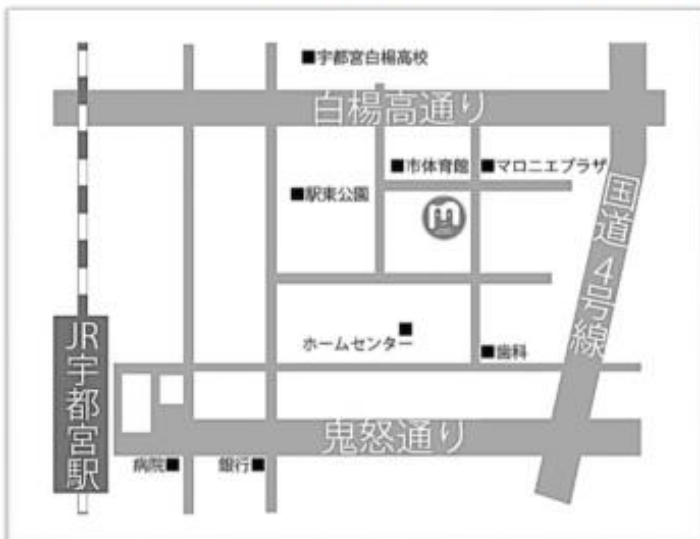 ■宇都宮白楊高校
白楊高通り
■市体育館
■マロニエプラザ
■駅東公園
m
国道4号線
ホームセンター
■歯科
JR宇都宮駅
鬼怒通り
病院■
銀行■